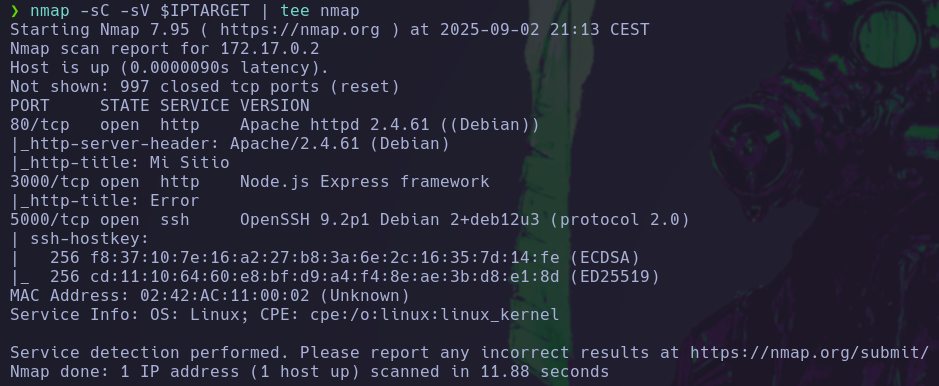 ❯ nmap -sC -sV $IPTARGET | tee nmap
Starting Nmap 7.95 ( https://nmap.org ) at 2025-09-02 21:13 CEST
Nmap scan report for 172.17.0.2
Host is up (0.0000090s latency).
Not shown: 997 closed tcp ports (reset)
PORT     STATE SERVICE VERSION
80/tcp   open  http    Apache httpd 2.4.61 ((Debian))
|_http-server-header: Apache/2.4.61 (Debian)
|_http-title: Mi Sitio
3000/tcp open  http    Node.js Express framework
|_http-title: Error
5000/tcp open  ssh     OpenSSH 9.2p1 Debian 2+deb12u3 (protocol 2.0)
| ssh-hostkey:
|   256 f8:37:10:7e:16:a2:27:b8:3a:6e:2c:16:35:7d:14:fe (ECDSA)
|_  256 cd:11:10:64:60:e8:bf:d9:a4:f4:8e:ae:3b:d8:e1:8d (ED25519)
MAC Address: 02:42:AC:11:00:02 (Unknown)
Service Info: OS: Linux; CPE: cpe:/o:linux:linux_kernel

Service detection performed. Please report any incorrect results at https://nmap.org/submit/
Nmap done: 1 IP address (1 host up) scanned in 11.88 seconds